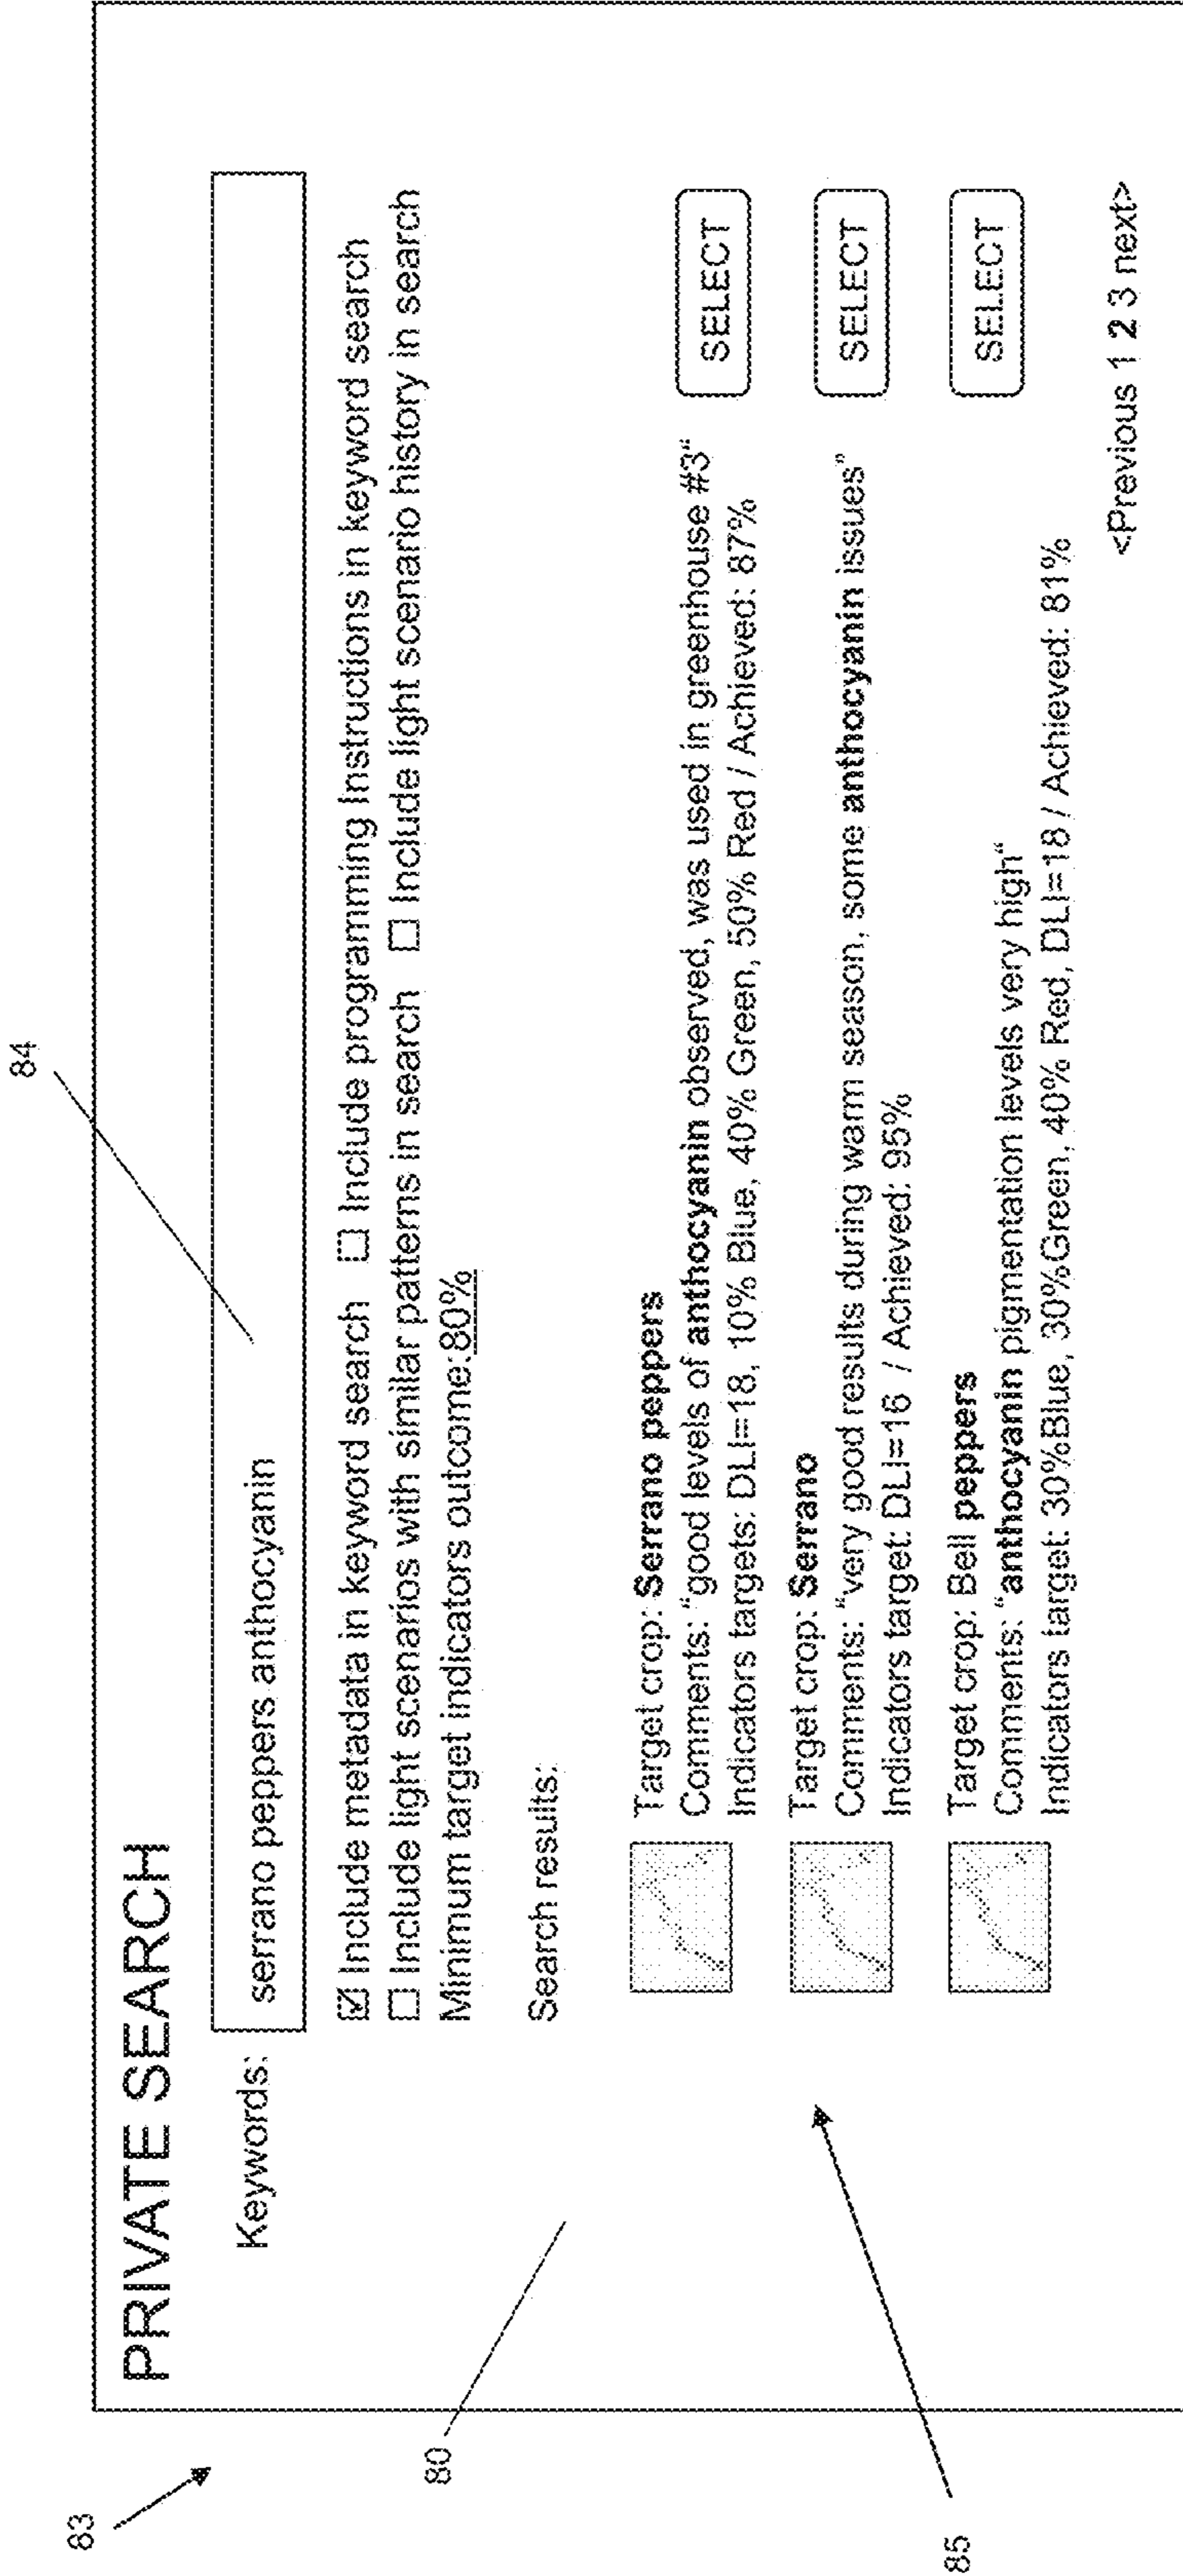 83
84
80
85
PRIVATE SEARCH
Keywords: serrano peppers anthocyanin
☑ Include metadata in keyword search ☐ Include programming Instructions in keyword search
☐ Include light scenarios with similar patterns in search ☐ Include light scenario history in search
Minimum target indicators outcome:80%
Search results:
Target crop: Serrano peppers
Comments: "good levels of anthocyanin observed, was used in greenhouse #3"
Indicators targets: DLI=18, 10% Blue, 40% Green, 50% Red / Achieved: 87%
SELECT
Target crop: Serrano
Comments: "very good results during warm season, some anthocyanin issues"
Indicators target: DLI=16 / Achieved: 95%
SELECT
Target crop: Bell peppers
Comments: "anthocyanin pigmentation levels very high"
Indicators target: 30%Blue, 30%Green, 40% Red, DLI=18 / Achieved: 81%
SELECT
<Previous 1 2 3 next>